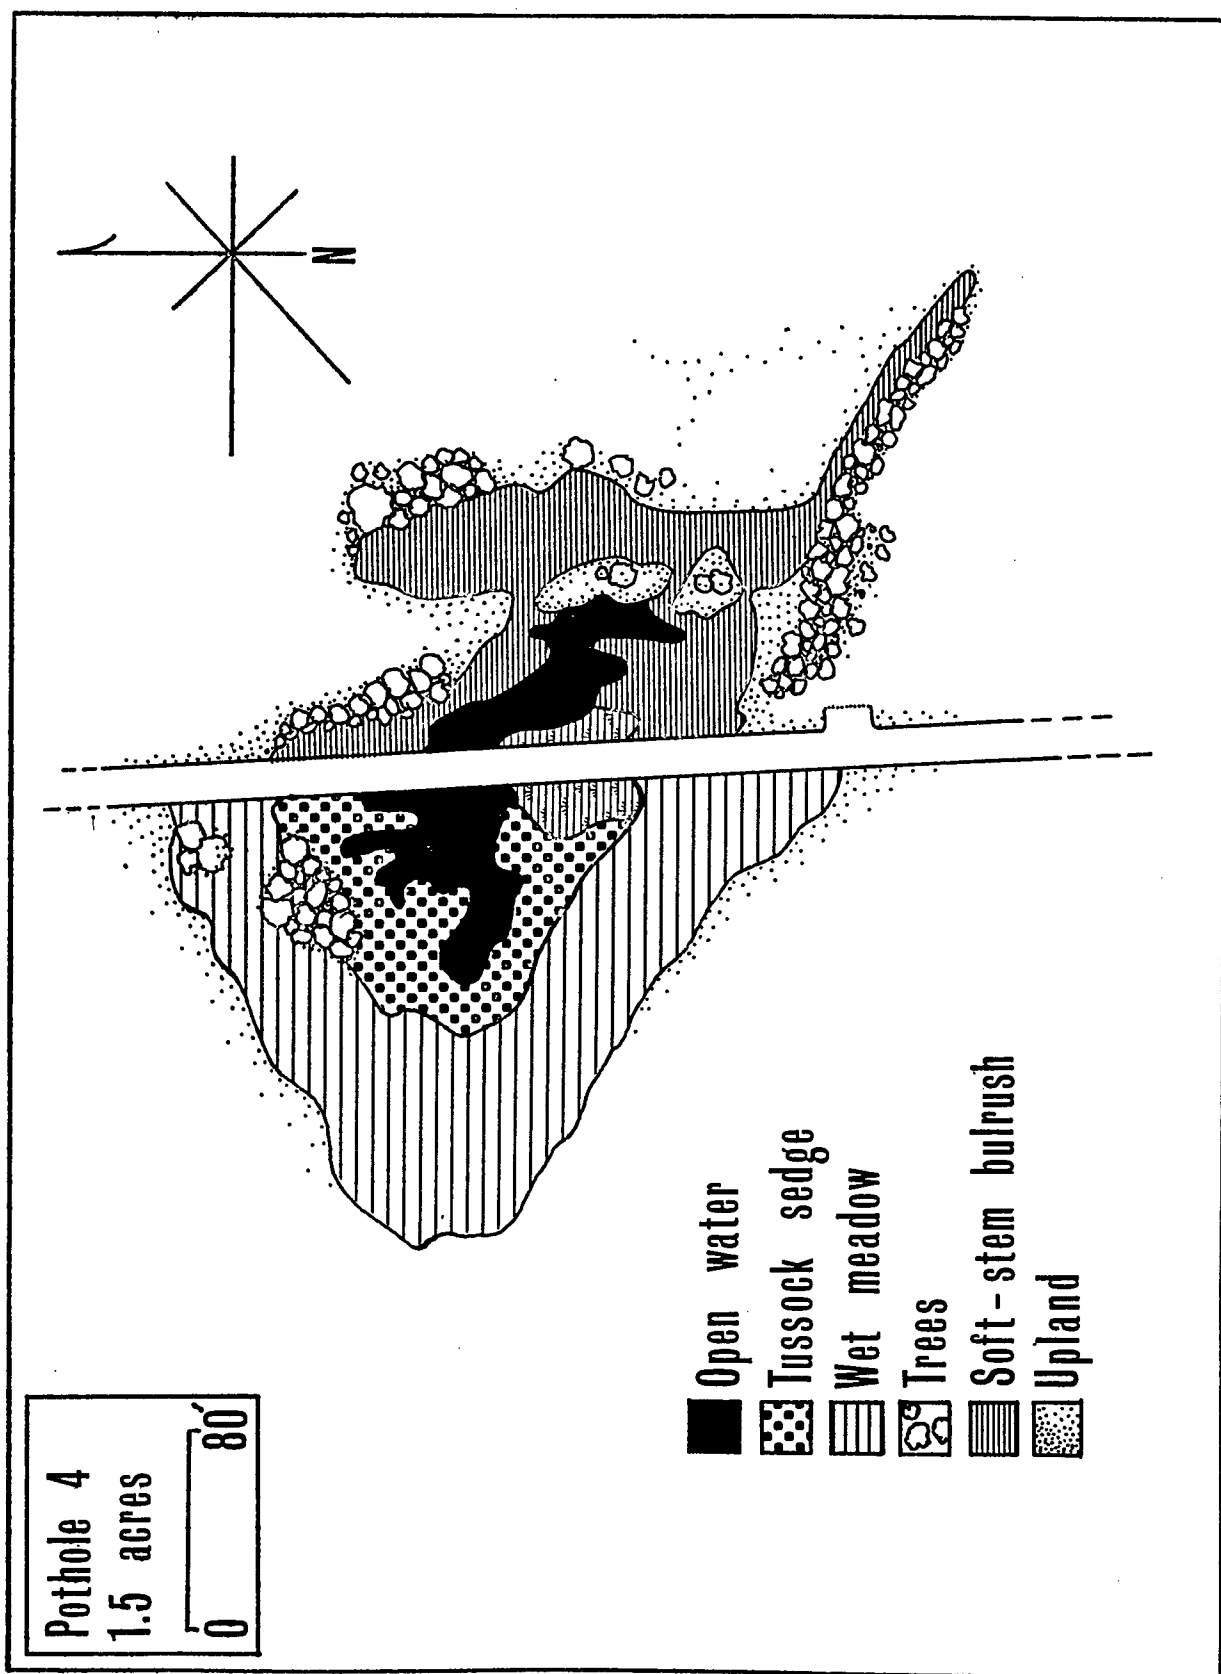 Pothole 4
1.5 acres
0 80'
N
Open water
Tussock sedge
Wet meadow
Trees
Soft-stem bulrush
Upland